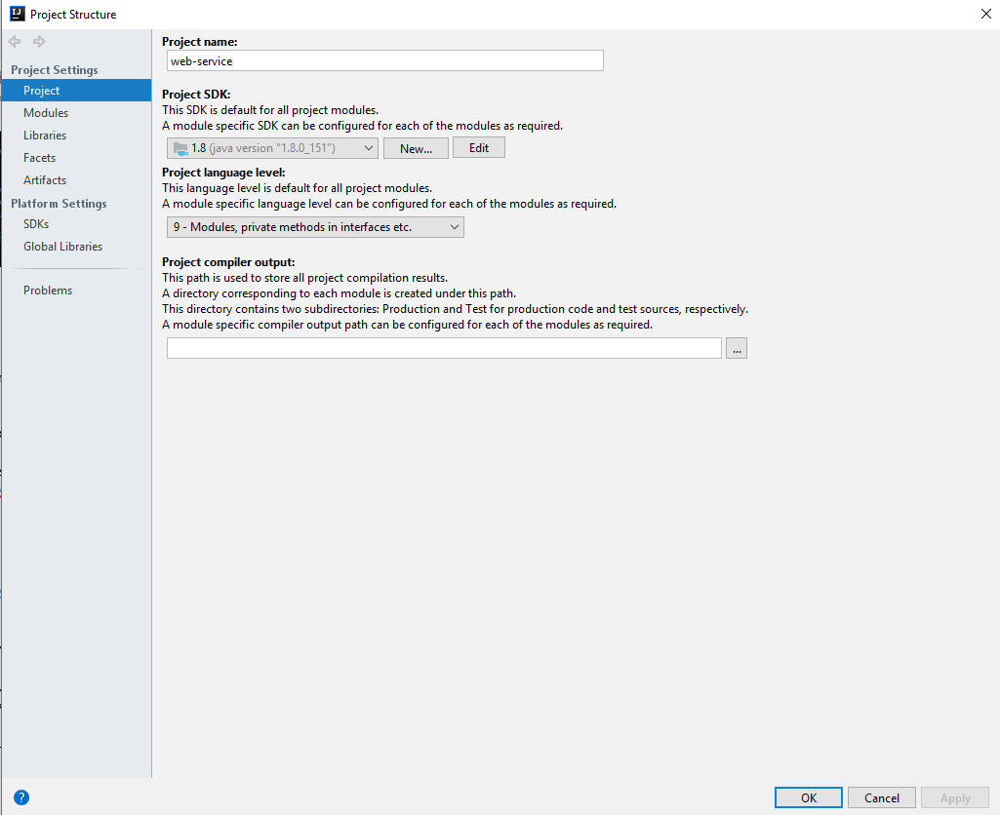 Project Structure
Project Settings
Project
Modules
Libraries
Facets
Artifacts
Platform Settings
SDKs
Global Libraries
Problems
Project name:
web-service
Project SDK:
This SDK is default for all project modules.
A module specific SDK can be configured for each of the modules as required.
1.8 (java version "1.8.0_151") New... Edit
Project language level:
This language level is default for all project modules.
A module specific language level can be configured for each of the modules as required.
9 - Modules, private methods in interfaces etc.
Project compiler output:
This path is used to store all project compilation results.
A directory corresponding to each module is created under this path.
This directory contains two subdirectories: Production and Test for production code and test sources, respectively.
A module specific compiler output path can be configured for each of the modules as required.
...
? OK Cancel Apply